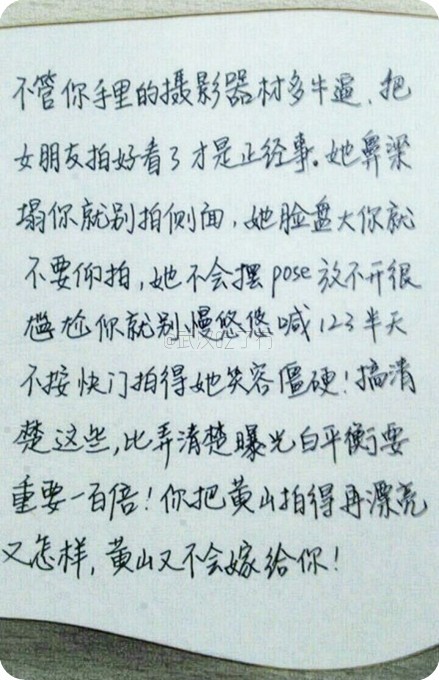 不管你手里的摄影器材多牛逼、把
女朋友拍好看了才是正经事。她鼻梁
塌你就别拍侧面，她脸盘大你就
不要仰拍，她不会摆pose放不开很
尴尬你就别慢悠悠喊123半天
不按快门拍得她笑容僵硬！搞清
楚这些，比弄清楚曝光白平衡要
重要一百倍！你把黄山拍得再漂亮
又怎样，黄山又不会嫁给你！